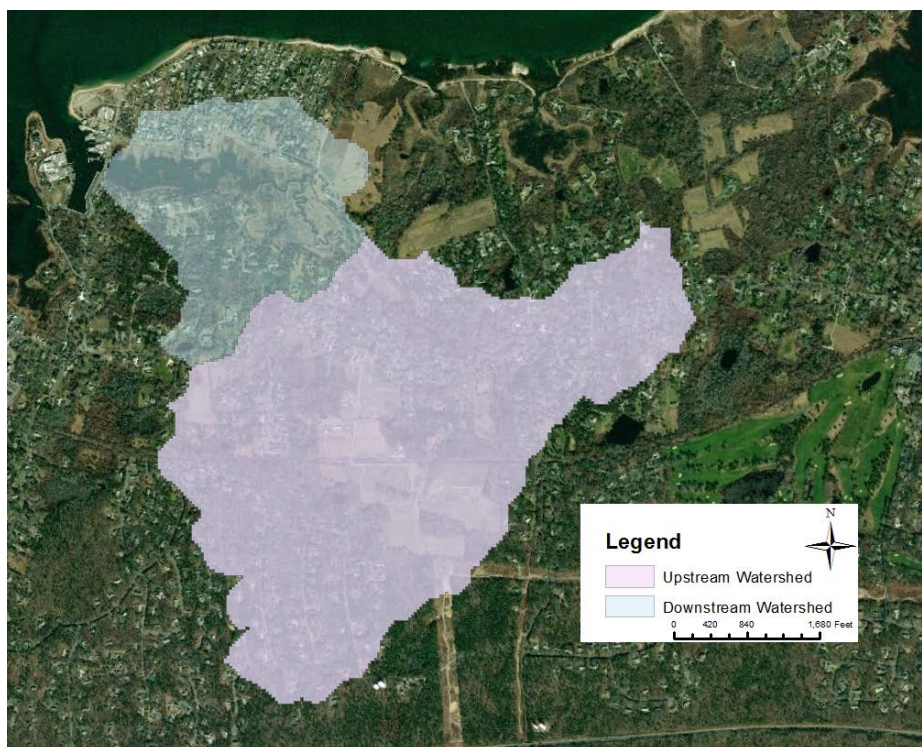 N
Legend
Upstream Watershed
Downstream Watershed
0 420 840 1,680 Feet